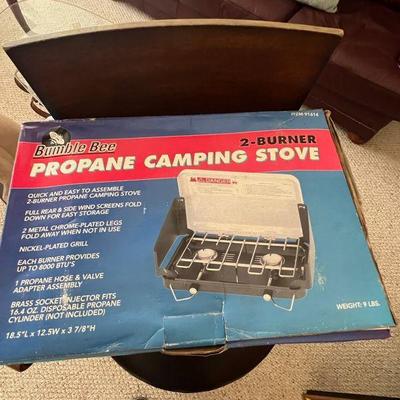 ITEM 91614
Bumble Bee
2-BURNER
PROPANE CAMPING STOVE
QUICK AND EASY TO ASSEMBLE
2-BURNER PROPANE CAMPING STOVE
FULL REAR & SIDE WIND SCREENS FOLD
DOWN FOR EASY STORAGE
2 METAL CHROME-PLATED LEGS
FOLD AWAY WHEN NOT IN USE
NICKEL-PLATED GRILL
EACH BURNER PROVIDES
UP TO 8000 BTU'S
1 PROPANE HOSE & VALVE
ADAPTER ASSEMBLY
BRASS SOCKET INJECTOR FITS
16.4 OZ. DISPOSABLE PROPANE
CYLINDER (NOT INCLUDED)
18.5"L x 12.5W x 3 7/8"H
DANGER
WEIGHT: 9 LBS.